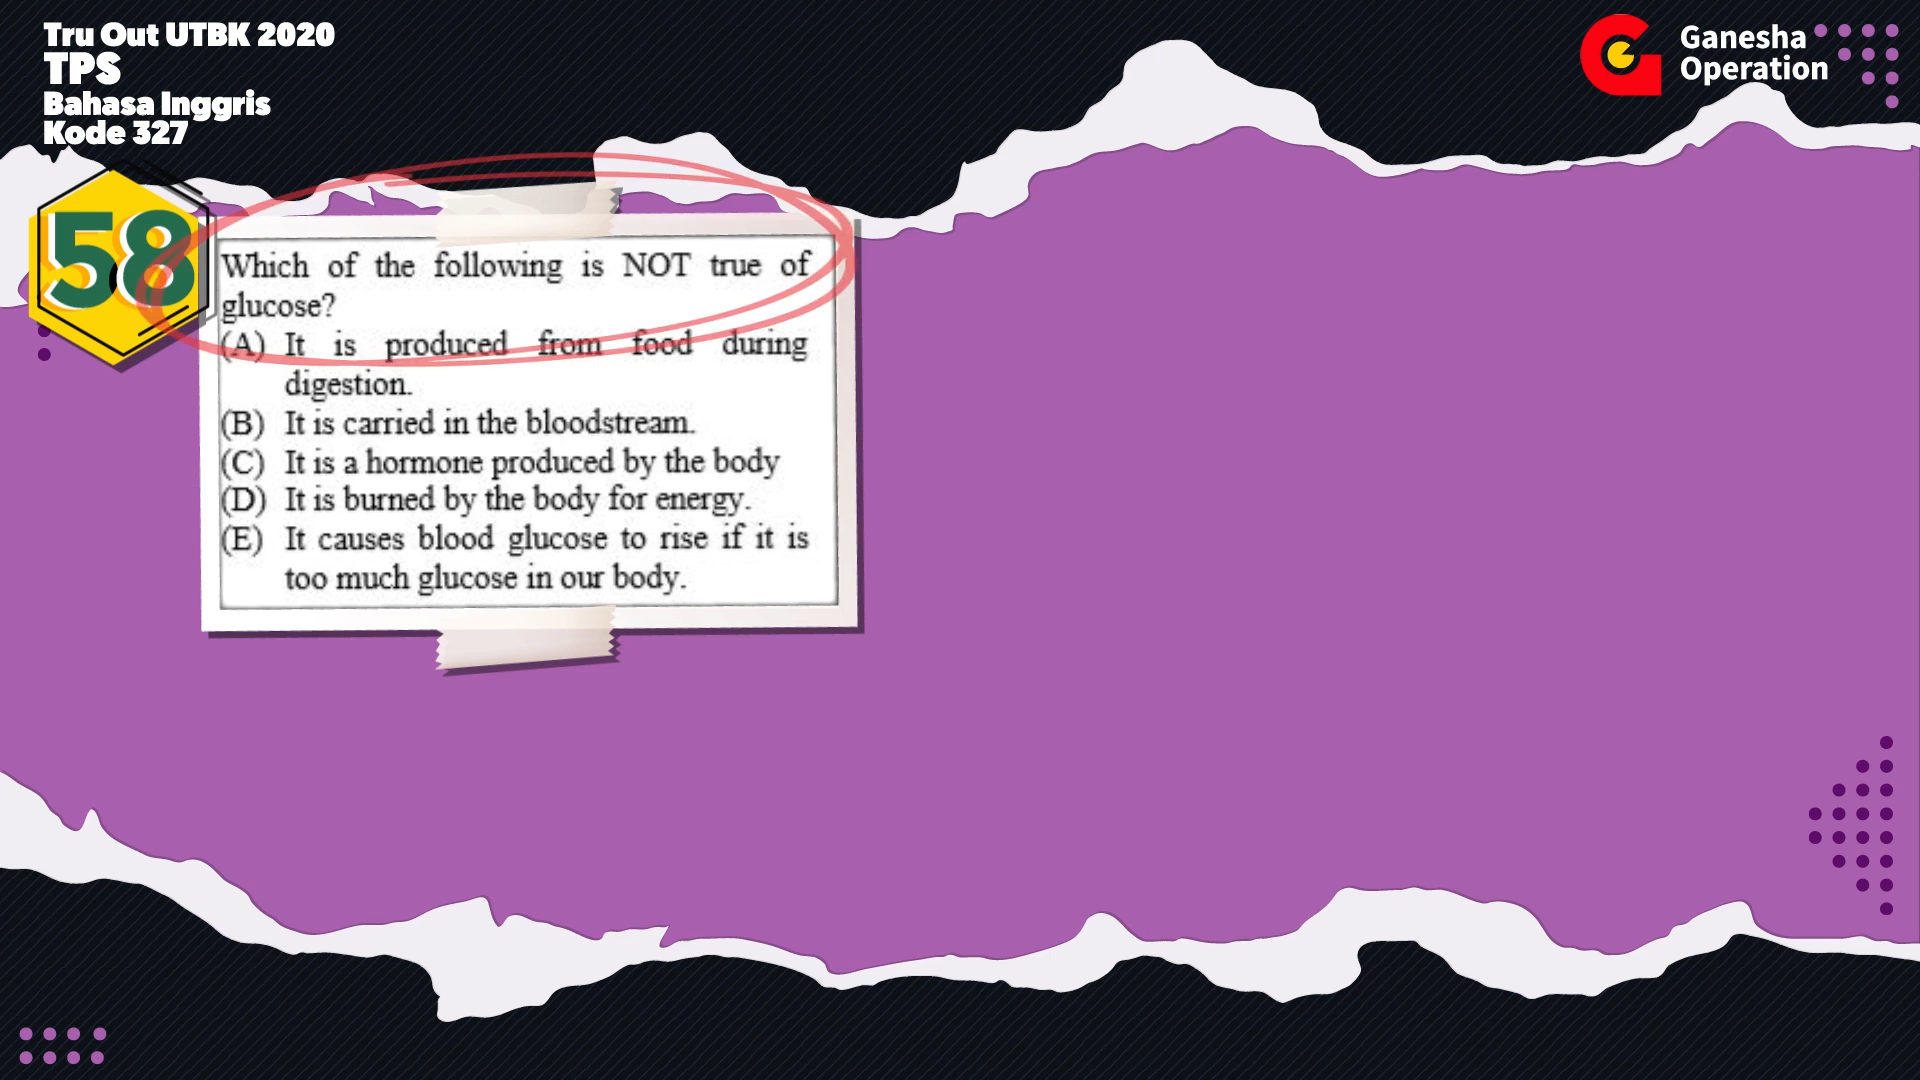 Tru Out UTBK 2020
TPS
Bahasa Inggris
Kode 327
Ganesha
Operation
58
Which of the following is NOT true of
glucose?
(A) It is produced from food during
digestion.
(B) It is carried in the bloodstream.
(C) It is a hormone produced by the body
(D) It is burned by the body for energy.
(E) It causes blood glucose to rise if it is
too much glucose in our body.